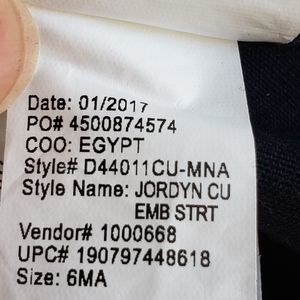 Date: 01/2017
PO# 4500874574
COO: EGYPT
Style# D44011CU-MNA
Style Name: JORDYN CU
EMB STRT
Vendor# 1000668
UPC# 190797448618
Size: 6MA